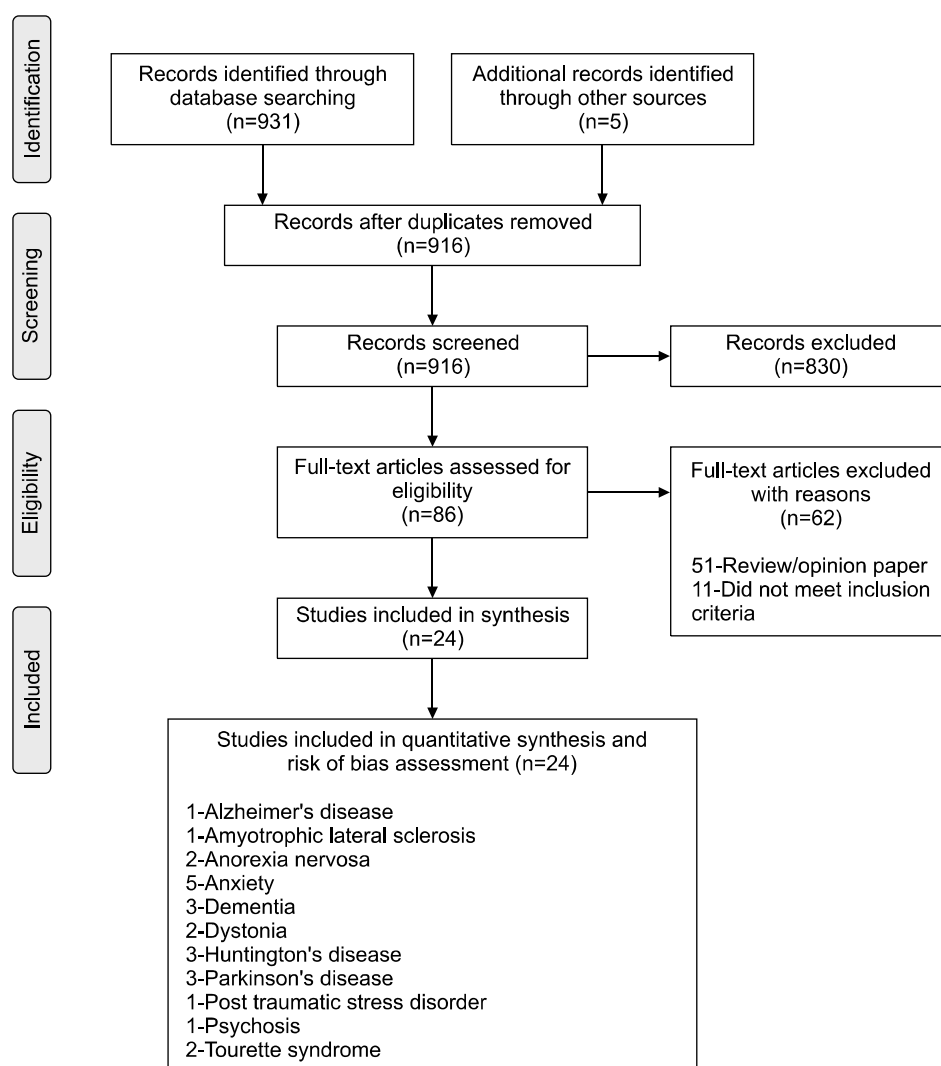 Identification
Records identified through
database searching
(n=931)
Additional records identified
through other sources
(n=5)
Records after duplicates removed
(n=916)
Screening
Records screened
(n=916)
Records excluded
(n=830)
Eligibility
Full-text articles assessed for
eligibility
(n=86)
Full-text articles excluded
with reasons
(n=62)
51-Review/opinion paper
11-Did not meet inclusion
criteria
Included
Studies included in synthesis
(n=24)
Studies included in quantitative synthesis and
risk of bias assessment (n=24)
1-Alzheimer's disease
1-Amyotrophic lateral sclerosis
2-Anorexia nervosa
5-Anxiety
3-Dementia
2-Dystonia
3-Huntington's disease
3-Parkinson's disease
1-Post traumatic stress disorder
1-Psychosis
2-Tourette syndrome